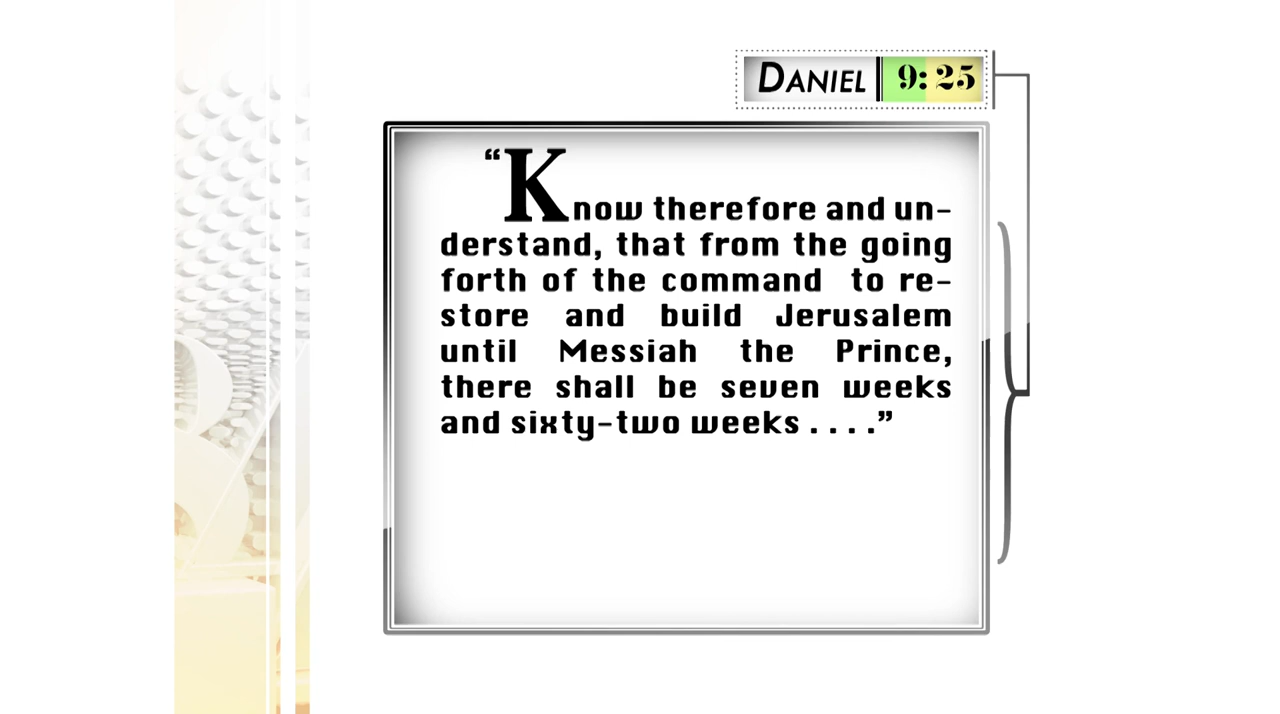 DANIEL 9:25
“Know therefore and un-
derstand, that from the going
forth of the command to re-
store and build Jerusalem
until Messiah the Prince,
there shall be seven weeks
and sixty-two weeks . . . .”